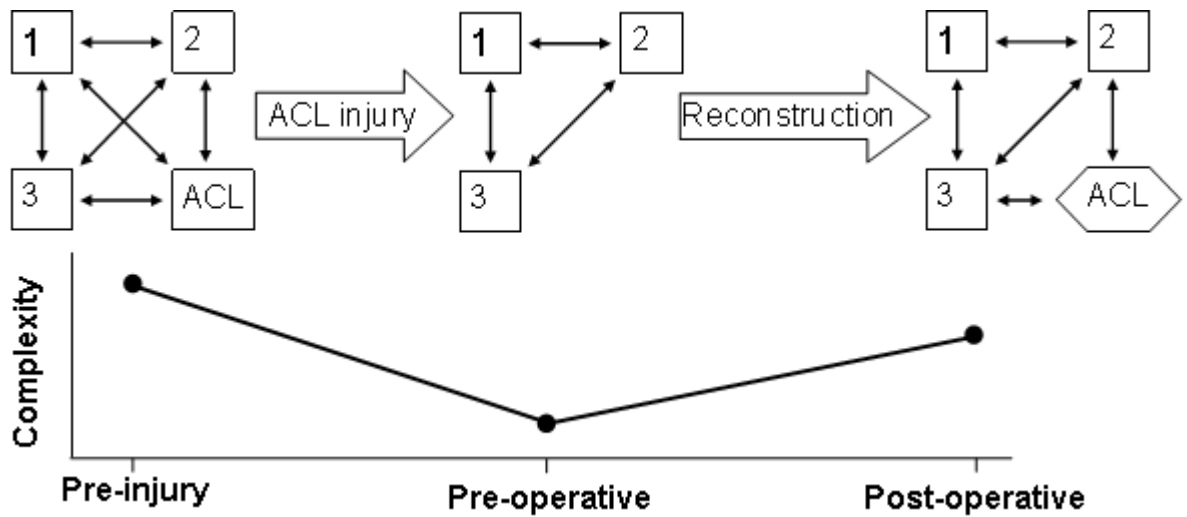 1 2
3 ACL
ACL injury
1 2
3
Reconstruction
1 2
3 ACL
Complexity
Pre-injury Pre-operative Post-operative